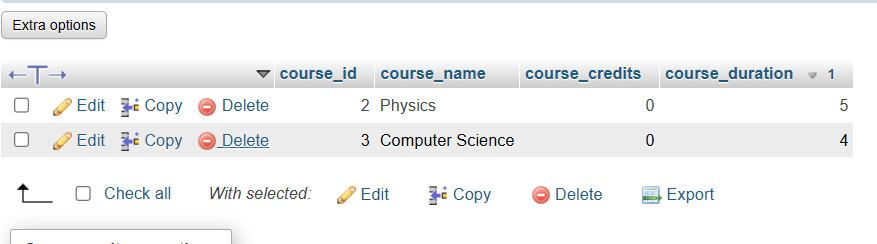 Extra options
course_id course_name course_credits course_duration 1
Edit Copy Delete 2 Physics 0 5
Edit Copy Delete 3 Computer Science 0 4
Check all With selected: Edit Copy Delete Export